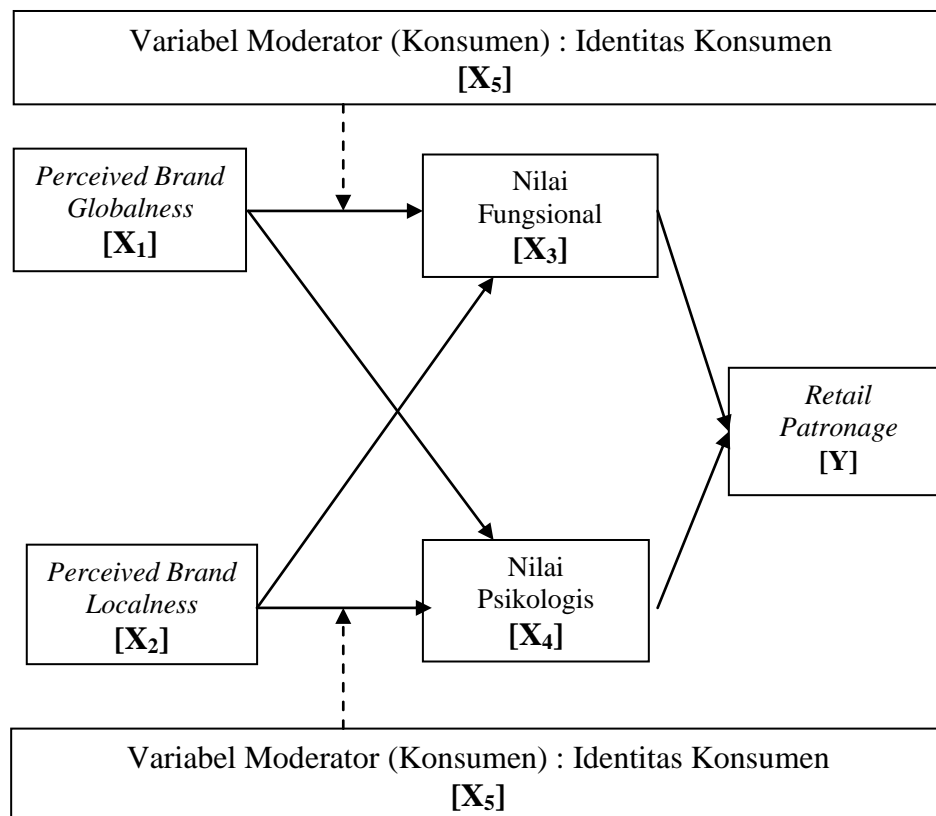 Variabel Moderator (Konsumen) : Identitas Konsumen
[X5]
Perceived Brand
Globalness
[X1]
Nilai
Fungsional
[X3]
Retail
Patronage
[Y]
Perceived Brand
Localness
[X2]
Nilai
Psikologis
[X4]
Variabel Moderator (Konsumen) : Identitas Konsumen
[X5]